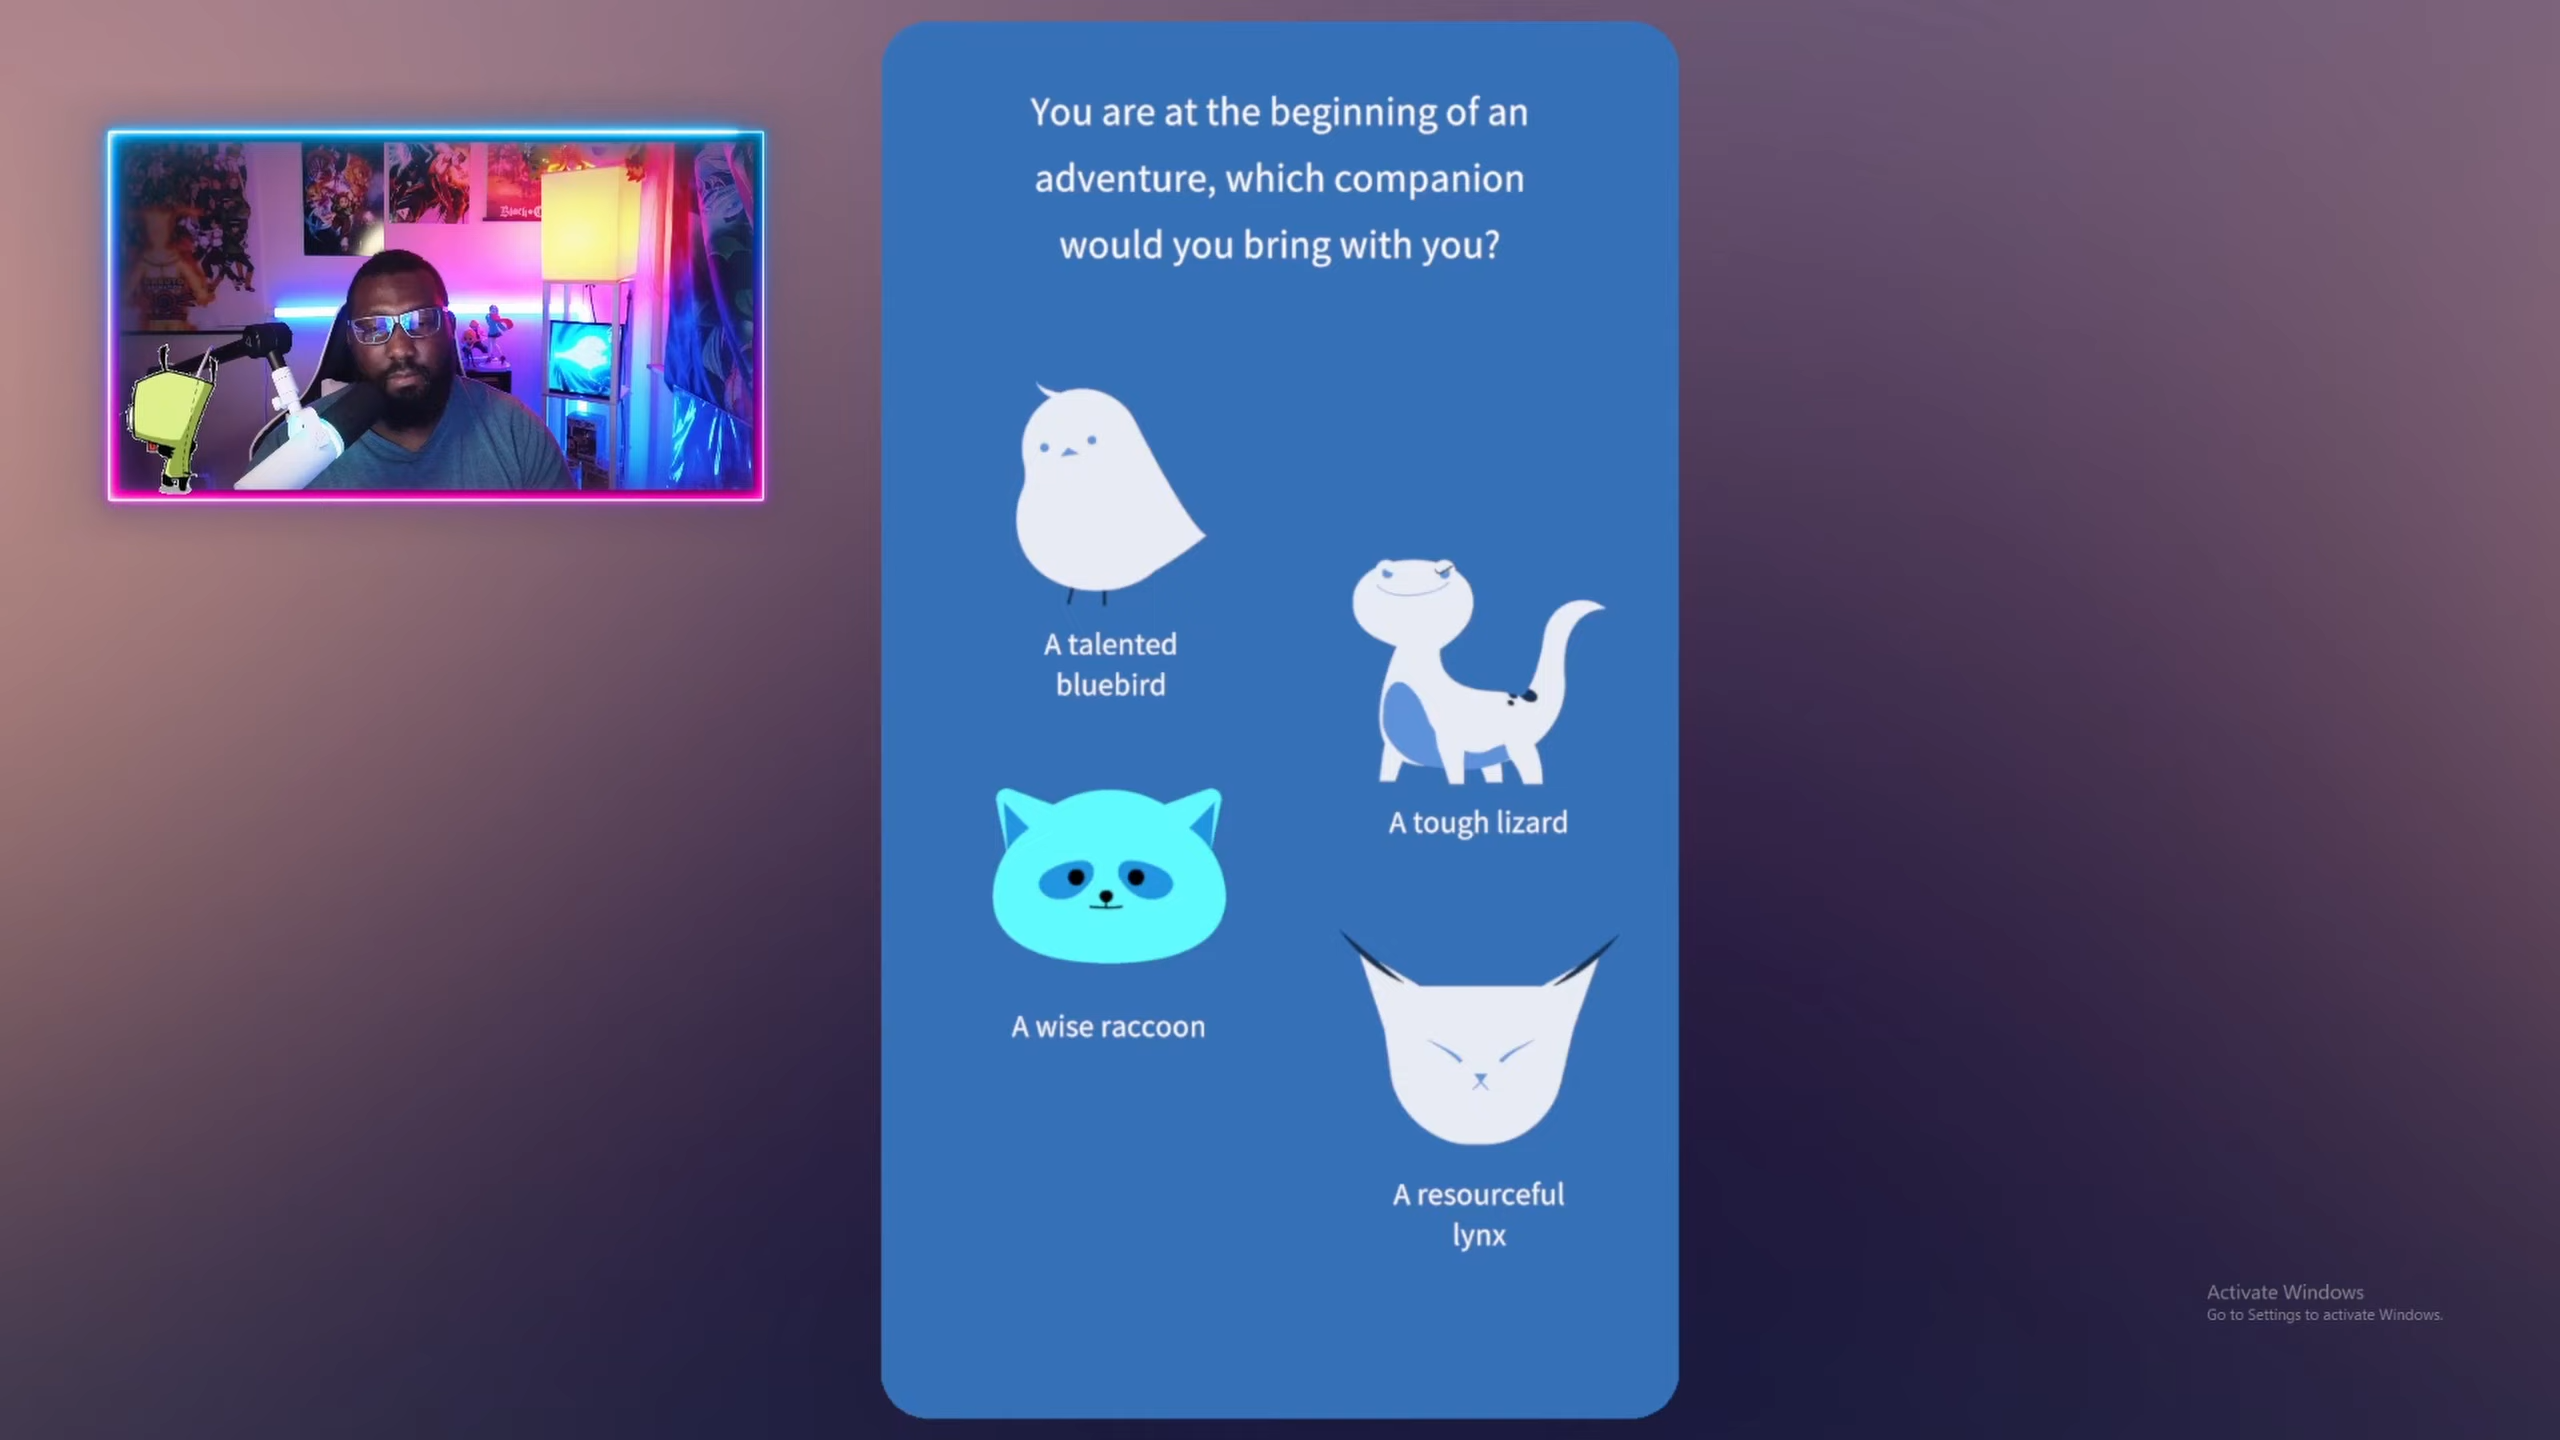 You are at the beginning of an
adventure, which companion
would you bring with you?
A talented
bluebird
A tough lizard
A wise raccoon
A resourceful
lynx
Activate Windows
Go to Settings to activate Windows.